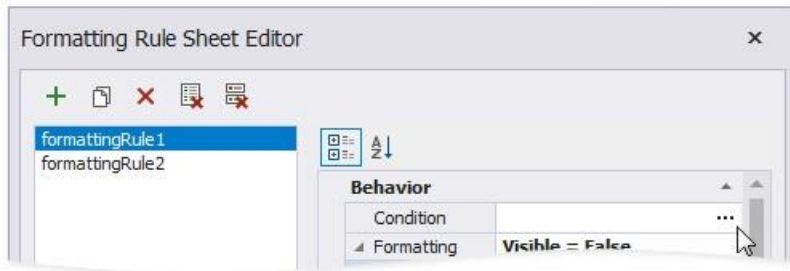 Formatting Rule Sheet Editor
formattingRule1
formattingRule2
Behavior
Condition
Formatting Visible = False